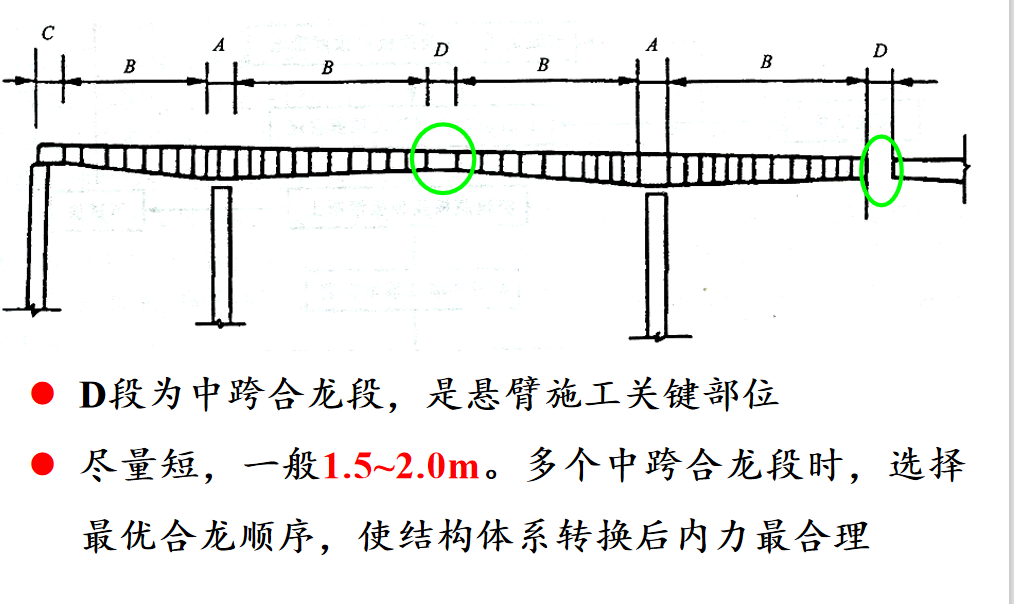 C
A
D
A
D
B
B
B
B
D段为中跨合龙段，是悬臂施工关键部位
尽量短，一般1.5~2.0m。多个中跨合龙段时，选择
最优合龙顺序，使结构体系转换后内力最合理